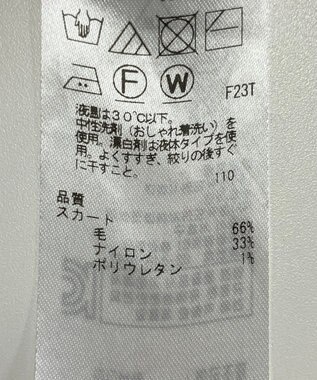 F W F23T
液温は30℃以下。
中性洗剤（おしゃれ着洗い）を
使用。漂白剤は液体タイプを使
用。よくすすぎ、絞りの後すぐ
に干すこと。
110
品質
スカート
毛 66%
ナイロン 33%
ポリウレタン 1%